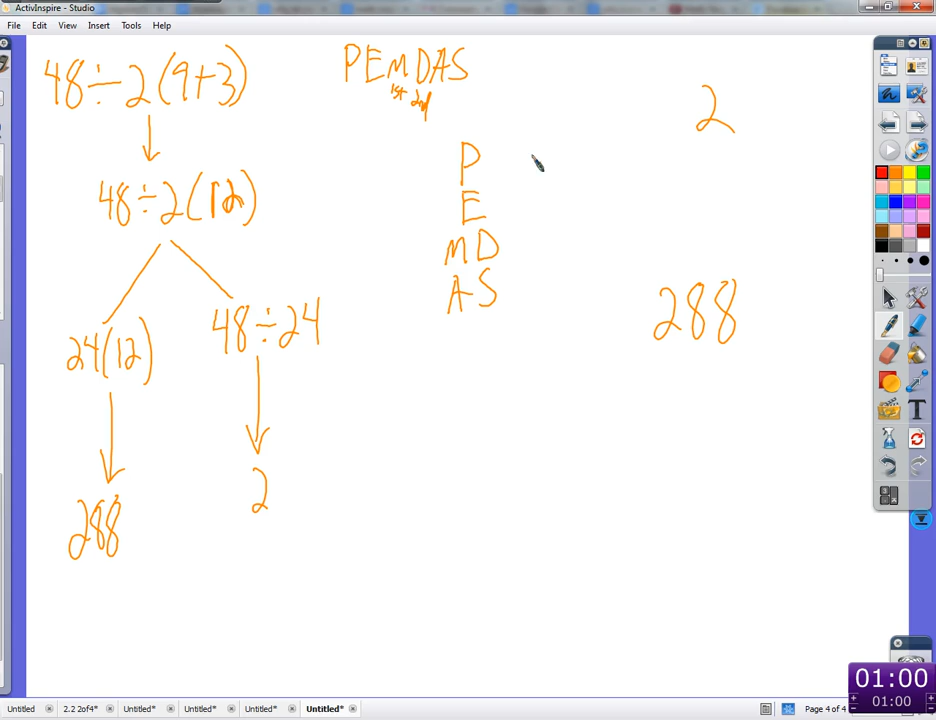 ActivInspire - Studio
File Edit View Insert Tools Help
48÷2(9+3)
PEMDAS
1st 2nd
48÷2(12)
24(12)
48÷24
288
2
P
E
MD
AS
2
288
01:00
01:00
Untitled 2.2 2of4* Untitled* Untitled* Untitled* Untitled* Page 4 of 4